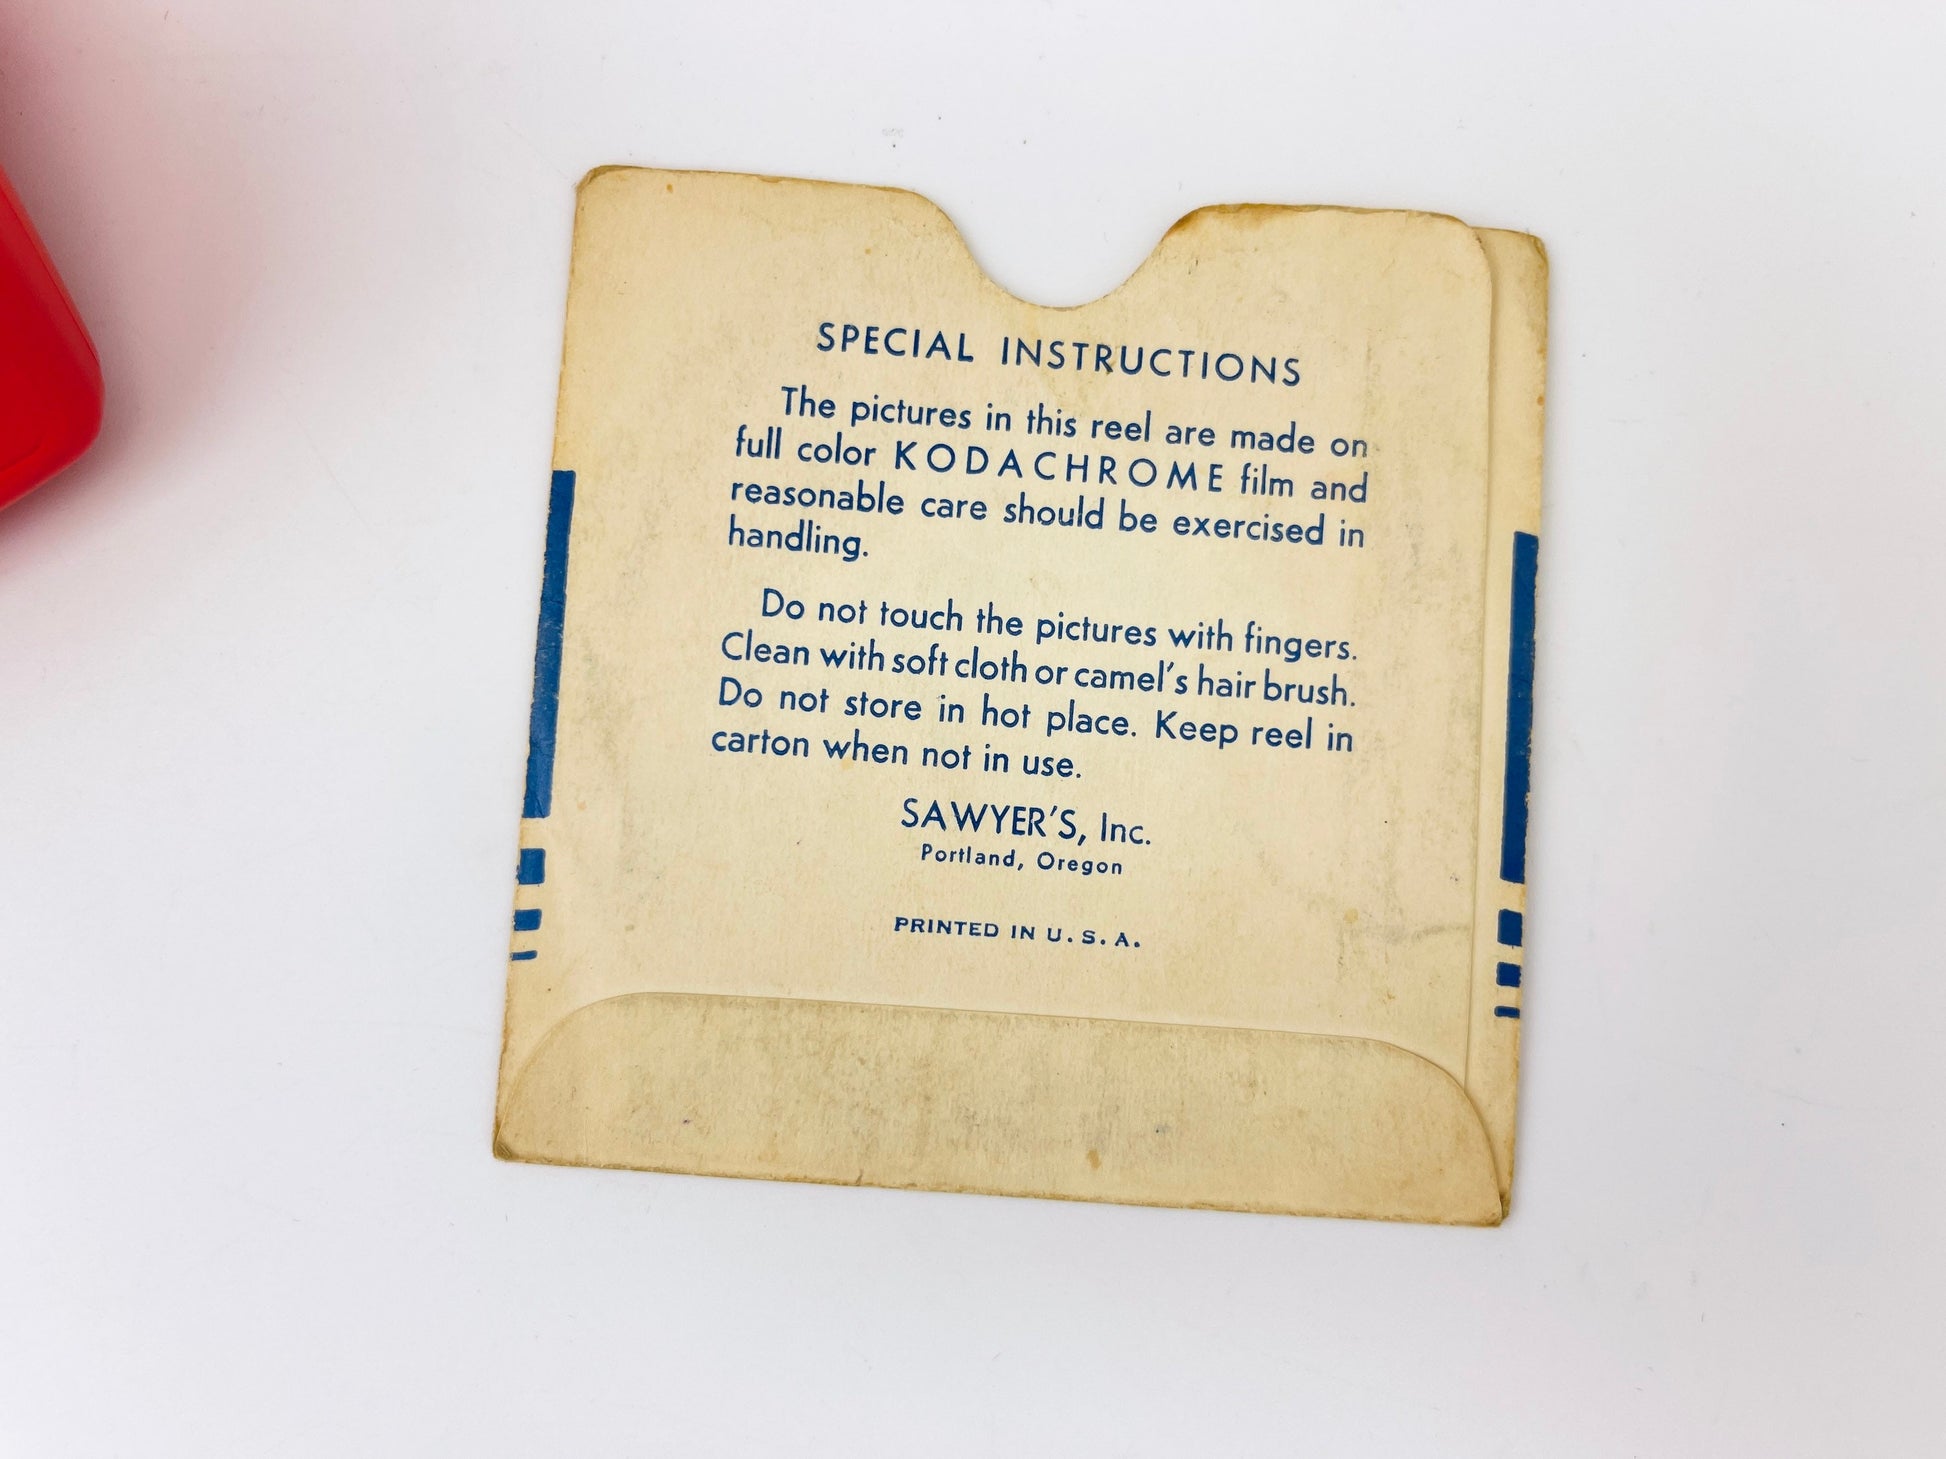 SPECIAL INSTRUCTIONS
The pictures in this reel are made on
full color KODACHROME film and
reasonable care should be exercised in
handling.
Do not touch the pictures with fingers.
Clean with soft cloth or camel's hair brush.
Do not store in hot place. Keep reel in
carton when not in use.
SAWYER'S, Inc.
Portland, Oregon
PRINTED IN U. S. A.